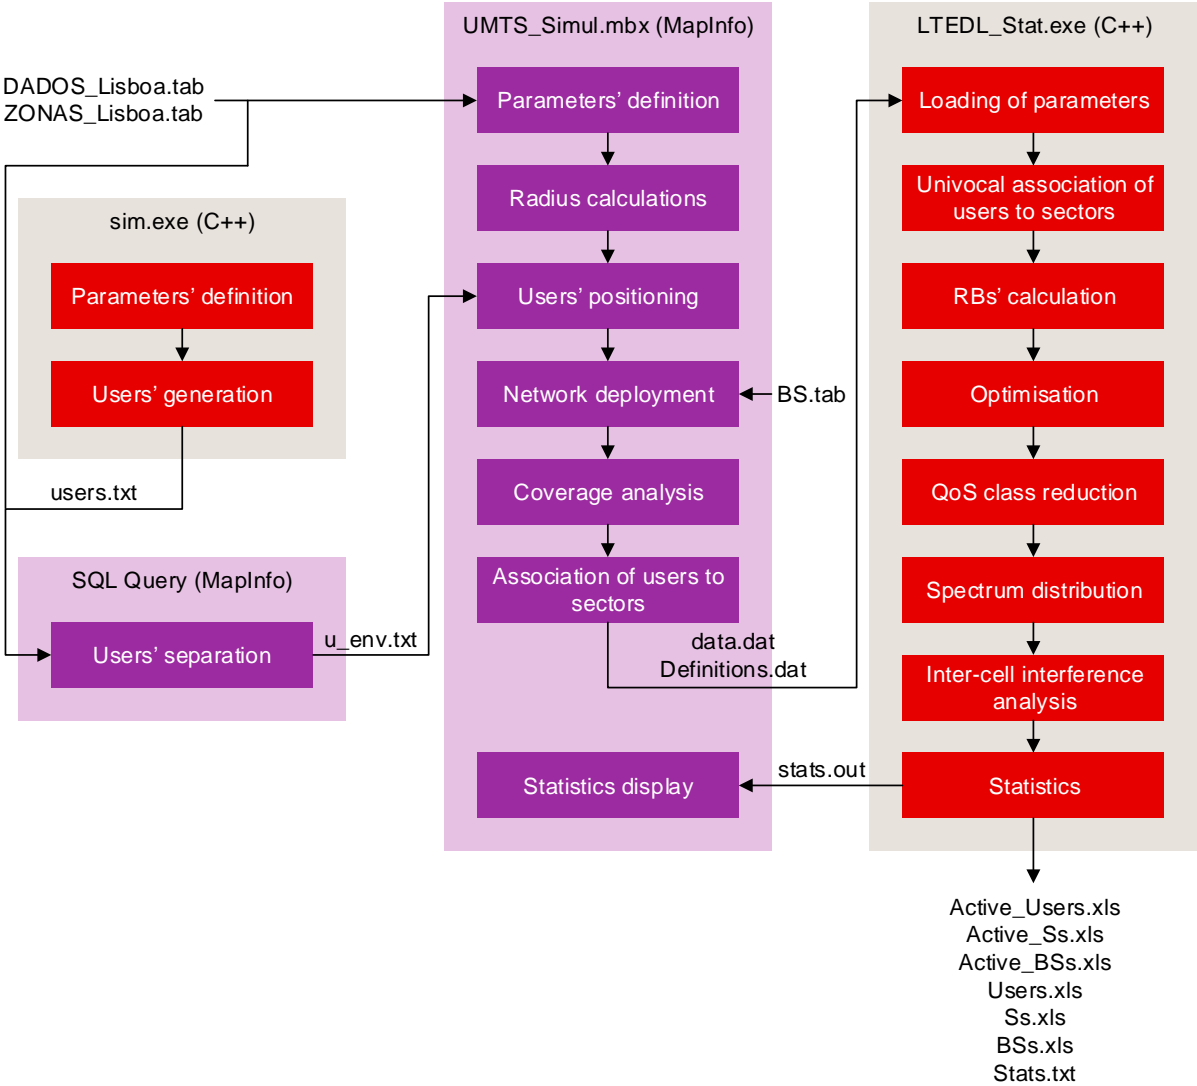 DADOS_Lisboa.tab
ZONAS_Lisboa.tab
sim.exe (C++)
Parameters’ definition
Users’ generation
users.txt
SQL Query (MapInfo)
Users’ separation
u_env.txt
UMTS_Simul.mbx (MapInfo)
Parameters’ definition
Radius calculations
Users’ positioning
Network deployment
BS.tab
Coverage analysis
Association of users to
sectors
data.dat
Definitions.dat
Statistics display
stats.out
LTEDL_Stat.exe (C++)
Loading of parameters
Univocal association of
users to sectors
RBs’ calculation
Optimisation
QoS class reduction
Spectrum distribution
Inter-cell interference
analysis
Statistics
Active_Users.xls
Active_Ss.xls
Active_BSs.xls
Users.xls
Ss.xls
BSs.xls
Stats.txt